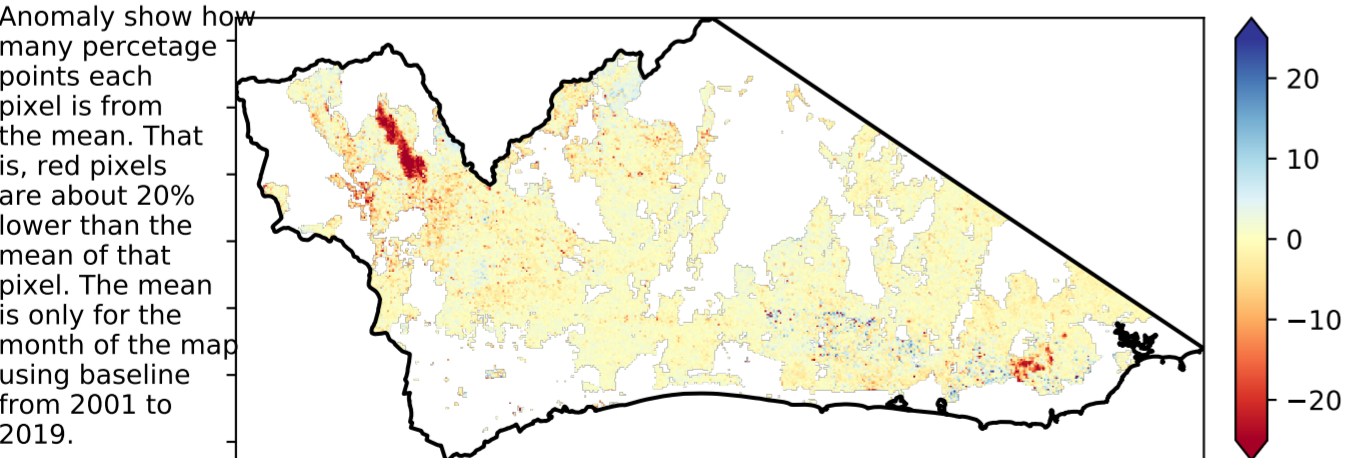 Anomaly show how
many percetage
points each
pixel is from
the mean. That
is, red pixels
are about 20%
lower than the
mean of that
pixel. The mean
is only for the
month of the map
using baseline
from 2001 to
2019.
20
10
0
−10
−20